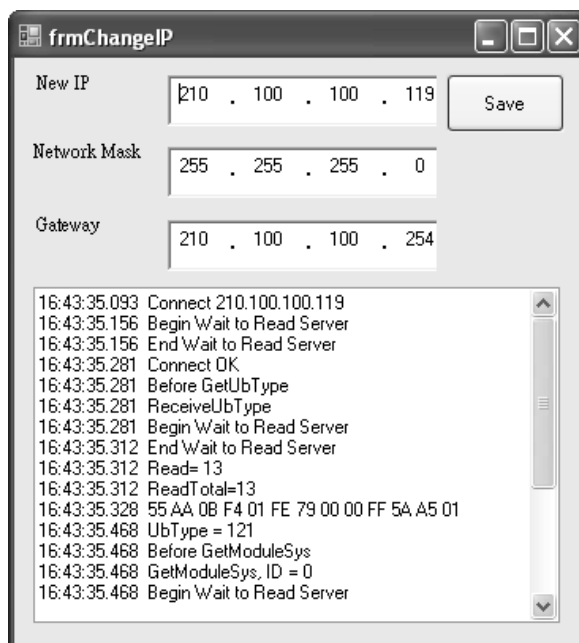 frmChangeIP
New IP 210 . 100 . 100 . 119 Save
Network Mask 255 . 255 . 255 . 0
Gateway 210 . 100 . 100 . 254
16:43:35.093 Connect 210.100.100.119
16:43:35.156 Begin Wait to Read Server
16:43:35.156 End Wait to Read Server
16:43:35.281 Connect OK
16:43:35.281 Before GetUbType
16:43:35.281 ReceiveUbType
16:43:35.281 Begin Wait to Read Server
16:43:35.312 End Wait to Read Server
16:43:35.312 Read= 13
16:43:35.312 ReadTotal=13
16:43:35.328 55 AA 0B F4 01 FE 79 00 00 FF 5A A5 01
16:43:35.468 UbType = 121
16:43:35.468 Before GetModuleSys
16:43:35.468 GetModuleSys, ID = 0
16:43:35.468 Begin Wait to Read Server